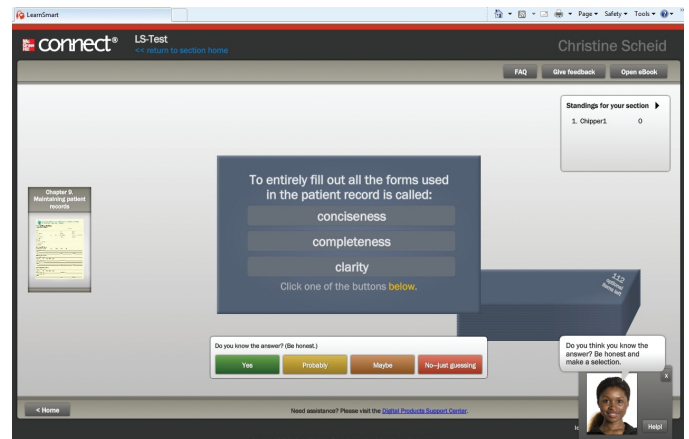 LearnSmart
Page
Safety
Tools
connect®
LS-Test
<< return to section home
Christine Scheid
FAQ
Give feedback
Open eBook
Standings for your section
1. Chipper1 0
Chapter 9.
Maintaining patient
records
To entirely fill out all the forms used
in the patient record is called:
conciseness
completeness
clarity
Click one of the buttons below.
112
optional
items left
Do you know the answer? (Be honest.)
Yes
Probably
Maybe
No–just guessing
Do you think you know the
answer? Be honest and
make a selection.
x
< Home
Need assistance? Please visit the Digital Products Support Center.
Help!